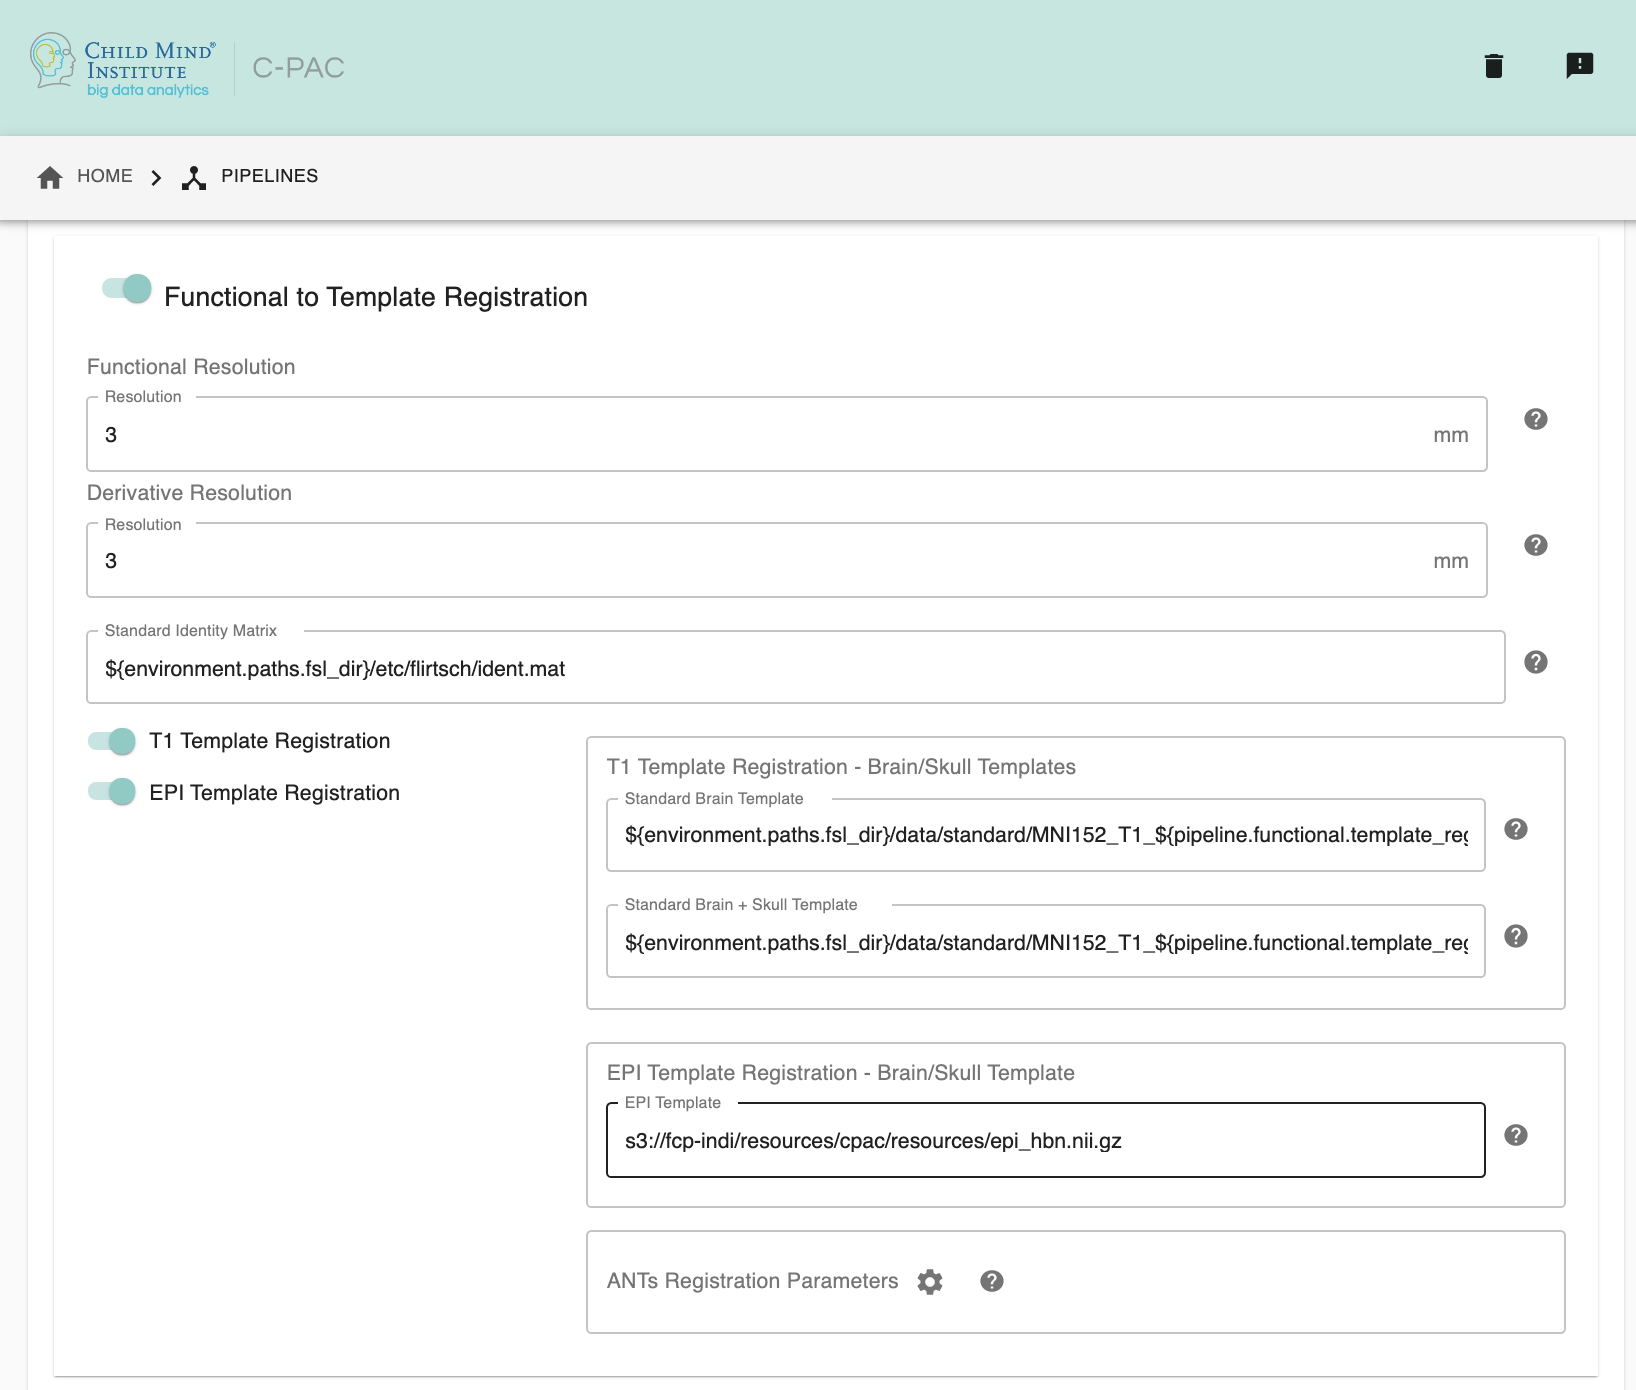 CHILD MIND®
INSTITUTE
big data analytics
C-PAC
HOME
PIPELINES
Functional to Template Registration
Functional Resolution
Resolution
3 mm
Derivative Resolution
Resolution
3 mm
Standard Identity Matrix
${environment.paths.fsl_dir}/etc/flirtsch/ident.mat
T1 Template Registration
EPI Template Registration
T1 Template Registration - Brain/Skull Templates
Standard Brain Template
${environment.paths.fsl_dir}/data/standard/MNI152_T1_${pipeline.functional.template_reg
Standard Brain + Skull Template
${environment.paths.fsl_dir}/data/standard/MNI152_T1_${pipeline.functional.template_reg
EPI Template Registration - Brain/Skull Template
EPI Template
s3://fcp-indi/resources/cpac/resources/epi_hbn.nii.gz
ANTs Registration Parameters